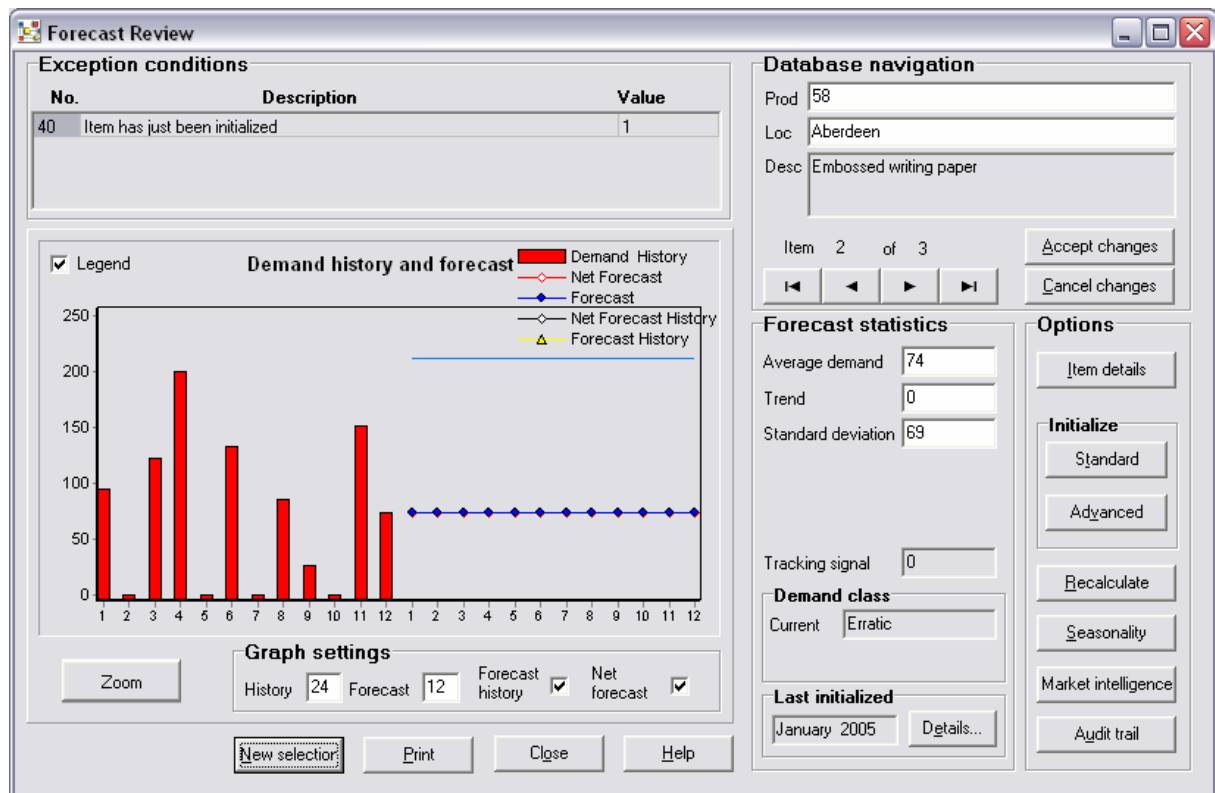 Forecast Review
Exception conditions
No. Description Value
40 Item has just been initialized 1
Database navigation
Prod 58
Loc Aberdeen
Desc Embossed writing paper
Item 2 of 3
Accept changes
Cancel changes
Legend
Demand history and forecast
Demand History
Net Forecast
Forecast
Net Forecast History
Forecast History
250
200
150
100
50
0
1 2 3 4 5 6 7 8 9 10 11 12 1 2 3 4 5 6 7 8 9 10 11 12
Zoom
Graph settings
History 24 Forecast 12 Forecast history Net forecast
New selection Print Close Help
Forecast statistics
Average demand 74
Trend 0
Standard deviation 69
Tracking signal 0
Demand class
Current Erratic
Last initialized
January 2005 Details...
Options
Item details
Initialize
Standard
Advanced
Recalculate
Seasonality
Market intelligence
Audit trail